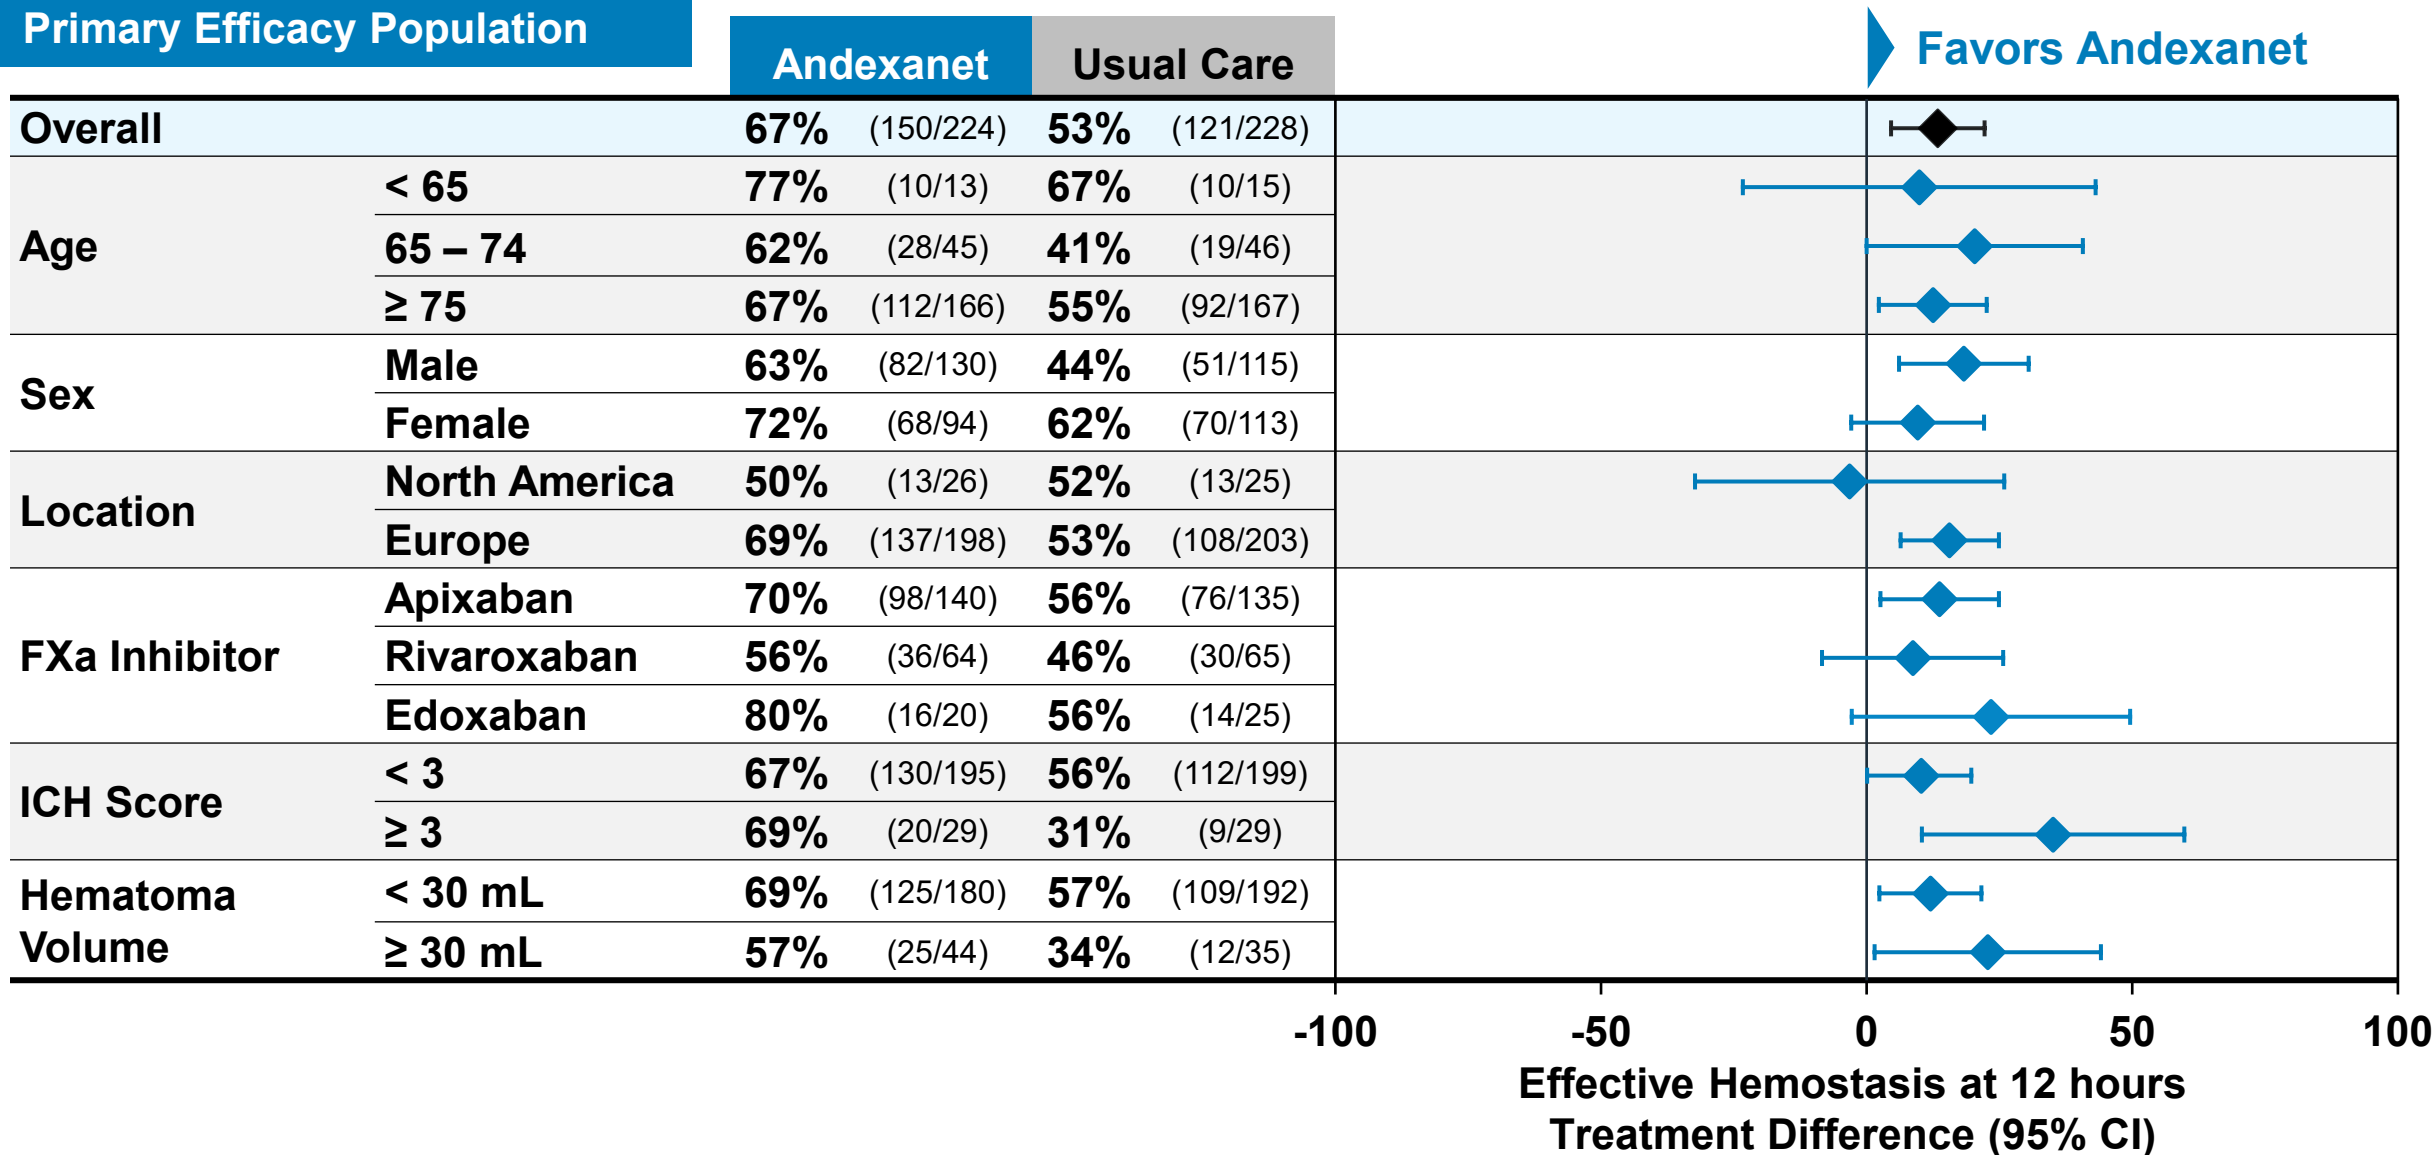 Primary Efficacy Population
Andexanet Usual Care
Favors Andexanet
Overall 67% (150/224) 53% (121/228)
Age
< 65 77% (10/13) 67% (10/15)
65 – 74 62% (28/45) 41% (19/46)
≥ 75 67% (112/166) 55% (92/167)
Sex
Male 63% (82/130) 44% (51/115)
Female 72% (68/94) 62% (70/113)
Location
North America 50% (13/26) 52% (13/25)
Europe 69% (137/198) 53% (108/203)
FXa Inhibitor
Apixaban 70% (98/140) 56% (76/135)
Rivaroxaban 56% (36/64) 46% (30/65)
Edoxaban 80% (16/20) 56% (14/25)
ICH Score
< 3 67% (130/195) 56% (112/199)
≥ 3 69% (20/29) 31% (9/29)
Hematoma
Volume
< 30 mL 69% (125/180) 57% (109/192)
≥ 30 mL 57% (25/44) 34% (12/35)
-100 -50 0 50 100
Effective Hemostasis at 12 hours
Treatment Difference (95% CI)